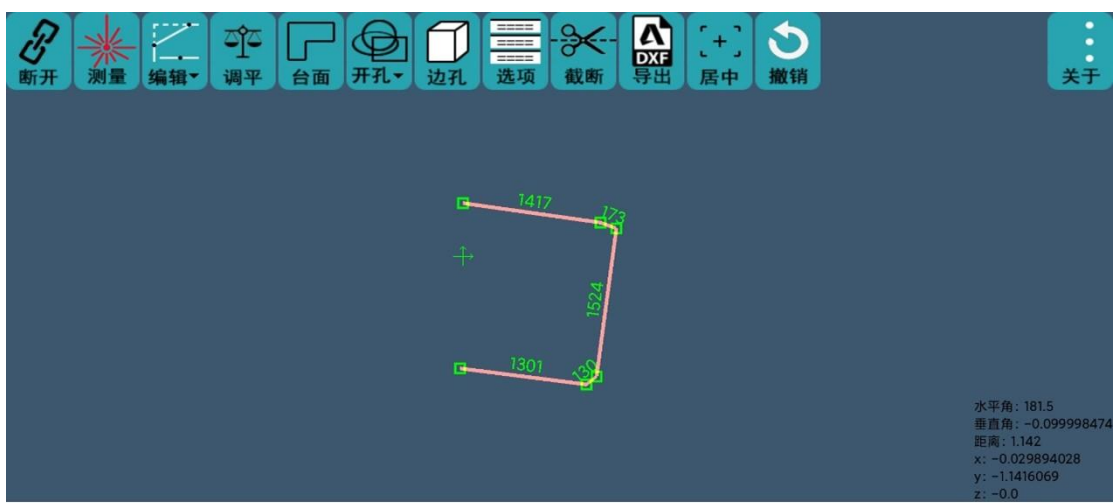 断开 测量 编辑▾ 调平 台面 开孔▾ 边孔 选项 截断 DXF 导出 居中 撤销 关于
1417
173
1524
1301
130
水平角: 181.5
垂直角: -0.099998474
距离: 1.142
x: -0.029894028
y: -1.1416069
z: -0.0